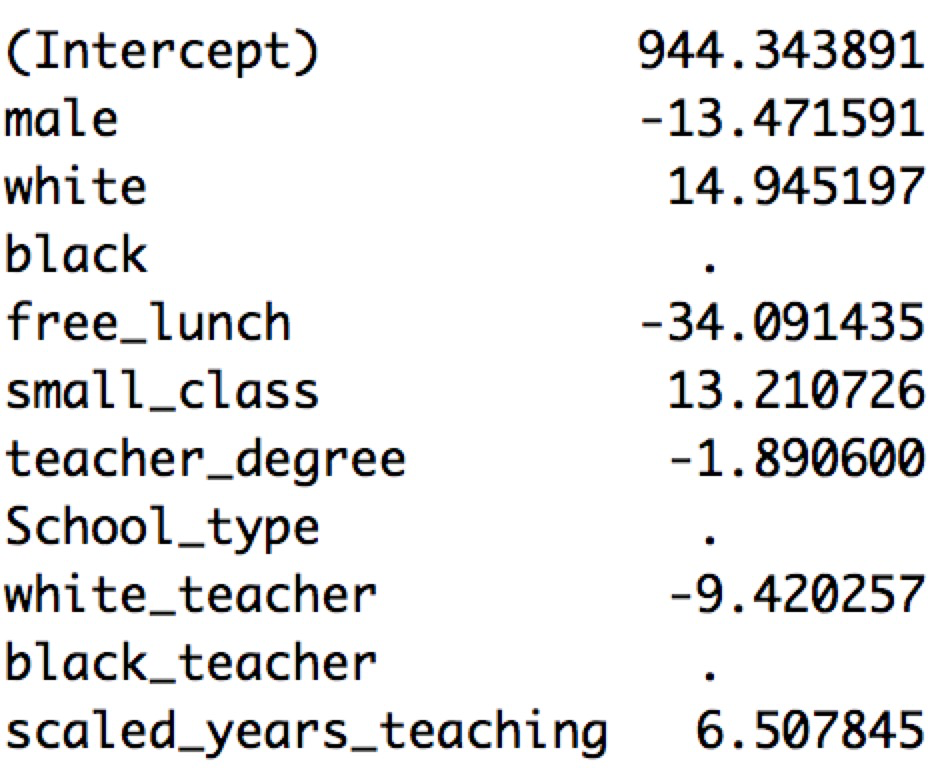 (Intercept) 944.343891
male -13.471591
white 14.945197
black .
free_lunch -34.091435
small_class 13.210726
teacher_degree -1.890600
School_type .
white_teacher -9.420257
black_teacher .
scaled_years_teaching 6.507845